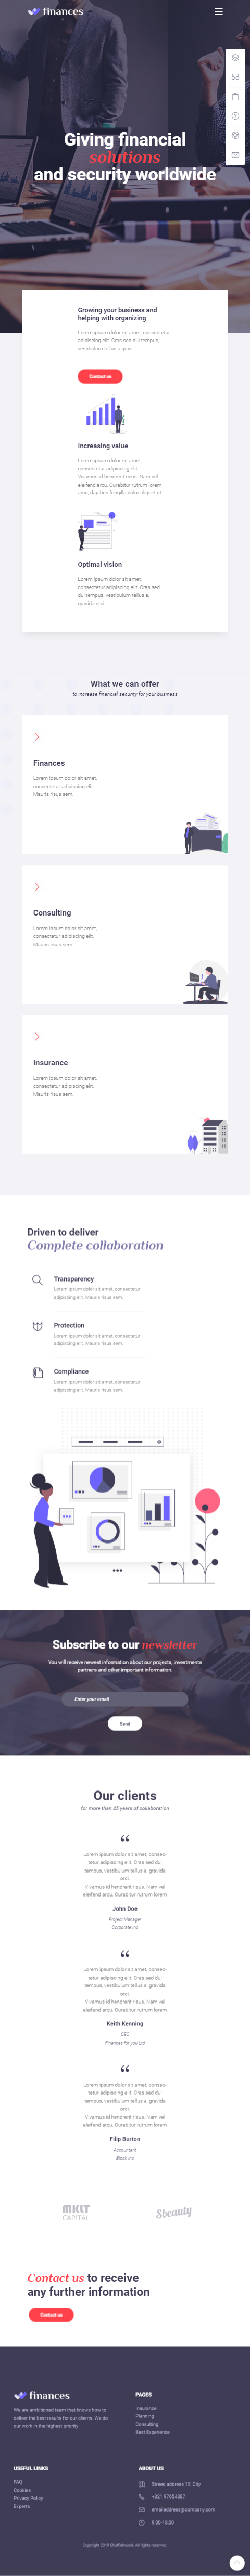 finances
Giving financial
solutions
and security worldwide
Growing your business and
helping with organizing
Lorem ipsum dolor sit amet, consectetur
adipiscing elit. Cras sed dui tempus,
vestibulum tellus a gravi
Contact us
Increasing value
Lorem ipsum dolor sit amet,
consectetur adipiscing elit.
Vivamus id hendrerit risus. Nam vel
eleifend arcu. Curabitur rutrum lorem
arcu, dapibus fringilla dolor aliquet ut.
Optimal vision
Lorem ipsum dolor sit amet,
consectetur adipiscing elit. Cras sed
dui tempus, vestibulum tellus a,
gravida orci.
What we can offer
to increase financial security for your business
Finances
Lorem ipsum dolor sit amet,
consectetur adipiscing elit.
Mauris risus sem.
Consulting
Lorem ipsum dolor sit amet,
consectetur adipiscing elit.
Mauris risus sem.
Insurance
Lorem ipsum dolor sit amet,
consectetur adipiscing elit.
Mauris risus sem.
Driven to deliver
Complete collaboration
Transparency
Lorem ipsum dolor sit amet, consectetur
adipiscing elit. Mauris risus sem.
Protection
Lorem ipsum dolor sit amet, consectetur
adipiscing elit. Mauris risus sem.
Compliance
Lorem ipsum dolor sit amet, consectetur
adipiscing elit. Mauris risus sem.
Subscribe to our newsletter
You will receive newest information about our projects, investments
partners and other important information.
Enter your email
Send
Our clients
for more than 45 years of collaboration
“
Lorem ipsum dolor sit amet, consec-
tetur adipiscing elit. Cras sed dui
tempus, vestibulum tellus a, gravida
orci.
Vivamus id hendrerit risus. Nam vel
eleifend arcu. Curabitur rutrum lorem
John Doe
Project Manager
Corporate Inc
“
Lorem ipsum dolor sit amet, consec-
tetur adipiscing elit. Cras sed dui
tempus, vestibulum tellus a, gravida
orci.
Vivamus id hendrerit risus. Nam vel
eleifend arcu. Curabitur rutrum lorem
Keith Kenning
CEO
Finances for you Ltd
“
Lorem ipsum dolor sit amet, consec-
tetur adipiscing elit. Cras sed dui
tempus, vestibulum tellus a, gravida
orci.
Vivamus id hendrerit risus. Nam vel
eleifend arcu. Curabitur rutrum lorem
Filip Burton
Accountant
Block Inc
MKLT
CAPITAL
Sbeauty
Contact us to receive
any further information
Contact us
finances
We are ambitioned team that knows how to
deliver the best results for our clients. We do
our work in the highest priority
PAGES
Insurance
Planning
Consulting
Best Experience
USEFUL LINKS
FAQ
Cookies
Privacy Policy
Experts
ABOUT US
Streed address 15, City
+021 87654287
emailaddress@company.com
9:00-18:00
Copyright 2019 ShuffleHound. All rights reserved.